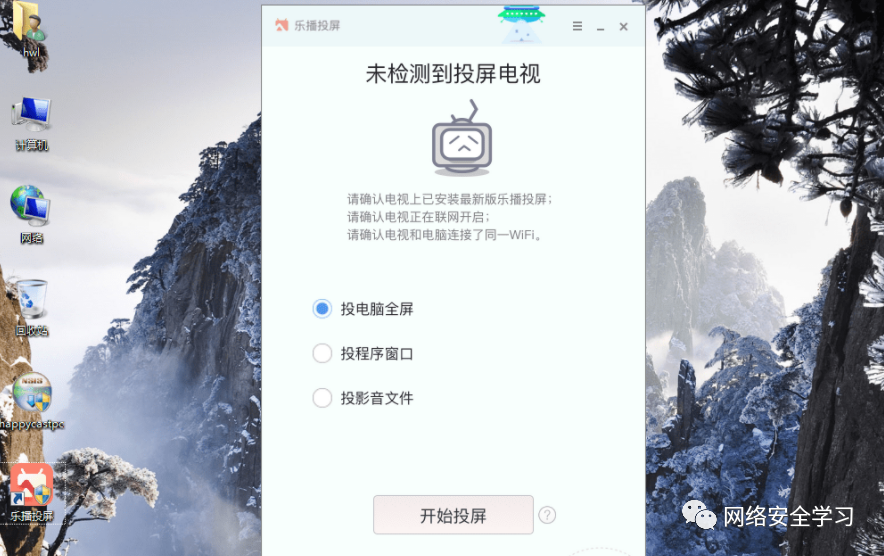 hwl
计算机
网络
回收站
happycastpc
乐播投屏
乐播投屏
未检测到投屏电视
请确认电视上已安装最新版乐播投屏；
请确认电视正在联网开启；
请确认电视和电脑连接了同一WiFi。
投电脑全屏
投程序窗口
投影音文件
开始投屏
?
网络安全学习